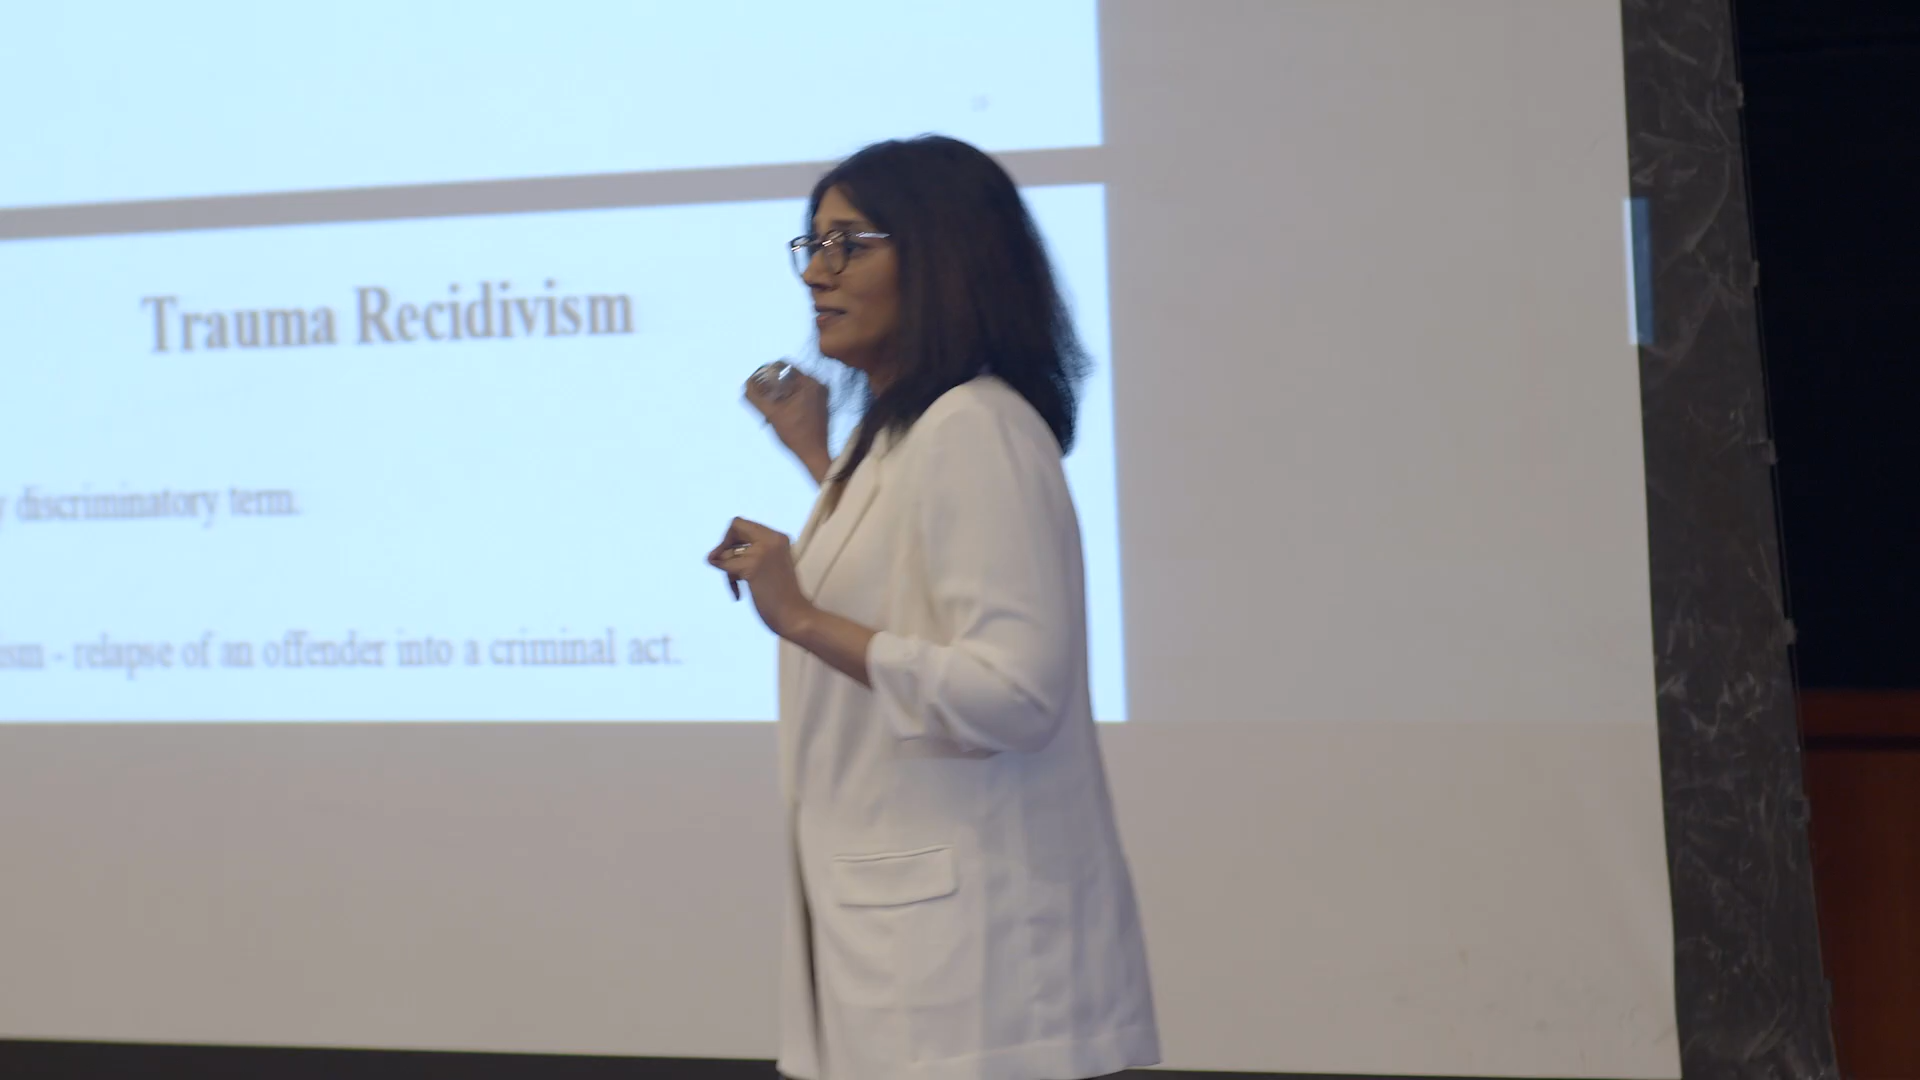 Trauma Recidivism
discriminatory term.
- relapse of an offender into a criminal act.